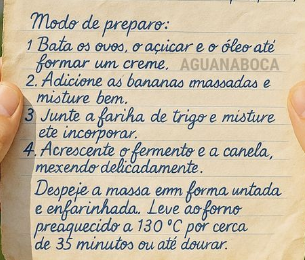 Modo de preparo:
1 Bata os ovos, o açúcar e o óleo até
formar um creme. AGUANABOCA
2. Adicione as bananas massadas e
misture bem.
3 Junte a fariha de trigo e misture
ete incorporar.
4. Acrescente o fermento e a canela,
mexendo delicadamente.
Despeje a massa emm forma untada
e enfarinhada. Leve ao forno
preaquecido a 130 °C por cerca
de 35 minutos ou até dourar.